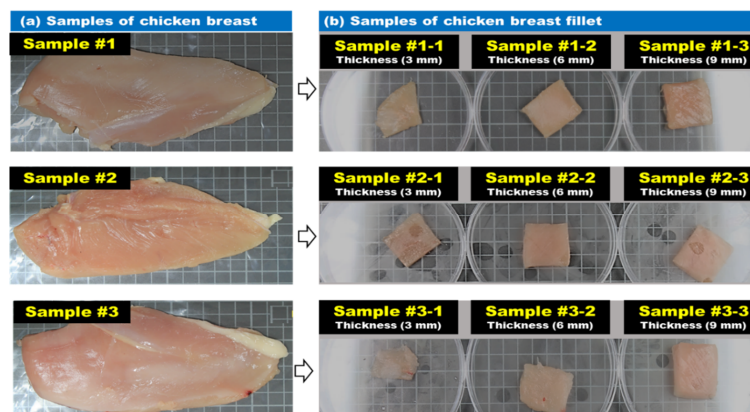 (a) Samples of chicken breast
(b) Samples of chicken breast fillet
Sample #1
Sample #1-1
Thickness (3 mm)
Sample #1-2
Thickness (6 mm)
Sample #1-3
Thickness (9 mm)
Sample #2
Sample #2-1
Thickness (3 mm)
Sample #2-2
Thickness (6 mm)
Sample #2-3
Thickness (9 mm)
Sample #3
Sample #3-1
Thickness (3 mm)
Sample #3-2
Thickness (6 mm)
Sample #3-3
Thickness (9 mm)